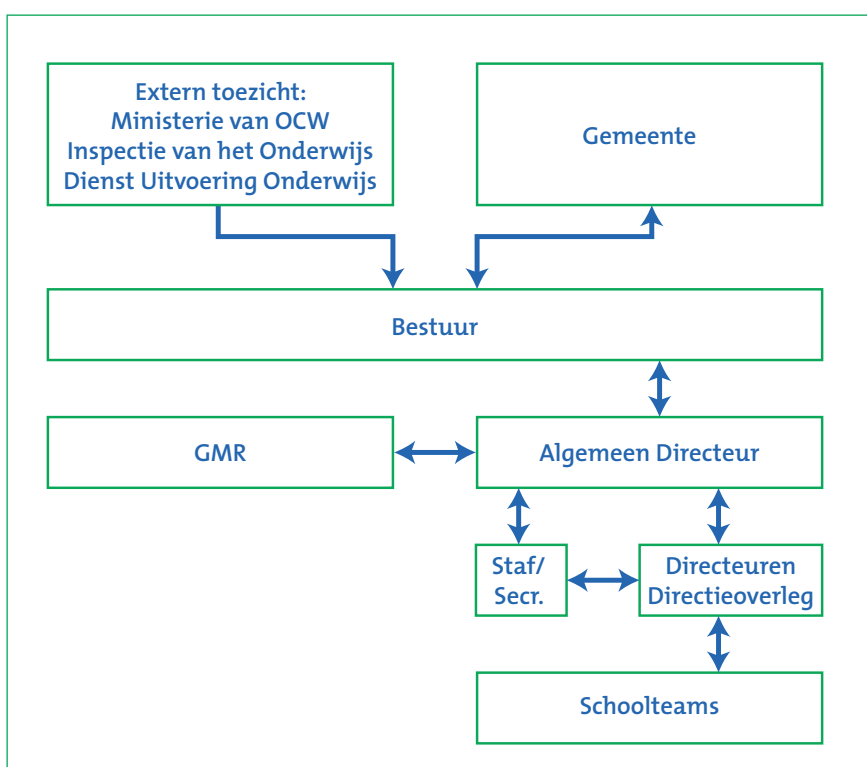 Extern toezicht:
Ministerie van OCW
Inspectie van het Onderwijs
Dienst Uitvoering Onderwijs
Gemeente
Bestuur
GMR
Algemeen Directeur
Staf/
Secr.
Directeuren
Directieoverleg
Schoolteams